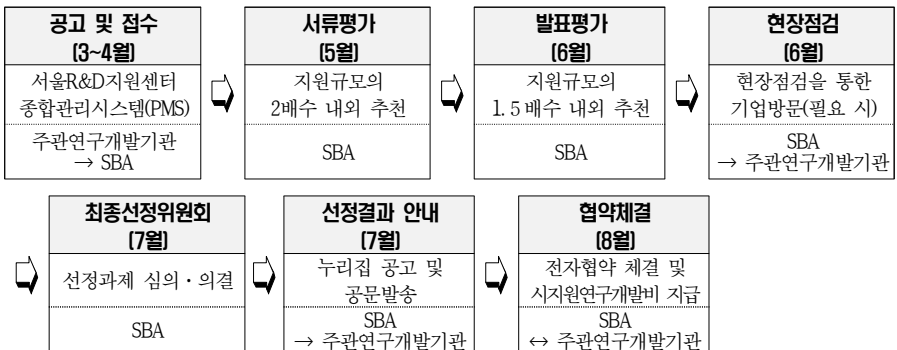 공고 및 접수
(3~4월)
서울R&D지원센터
종합관리시스템(PMS)
주관연구개발기관
→ SBA
서류평가
(5월)
지원규모의
2배수 내외 추천
SBA
발표평가
(6월)
지원규모의
1.5배수 내외 추천
SBA
현장점검
(6월)
현장점검을 통한
기업방문(필요 시)
SBA
→ 주관연구개발기관
최종선정위원회
(7월)
선정과제 심의·의결
SBA
선정결과 안내
(7월)
누리집 공고 및
공문발송
SBA
→ 주관연구개발기관
협약체결
(8월)
전자협약 체결 및
시지원연구개발비 지급
SBA
↔ 주관연구개발기관